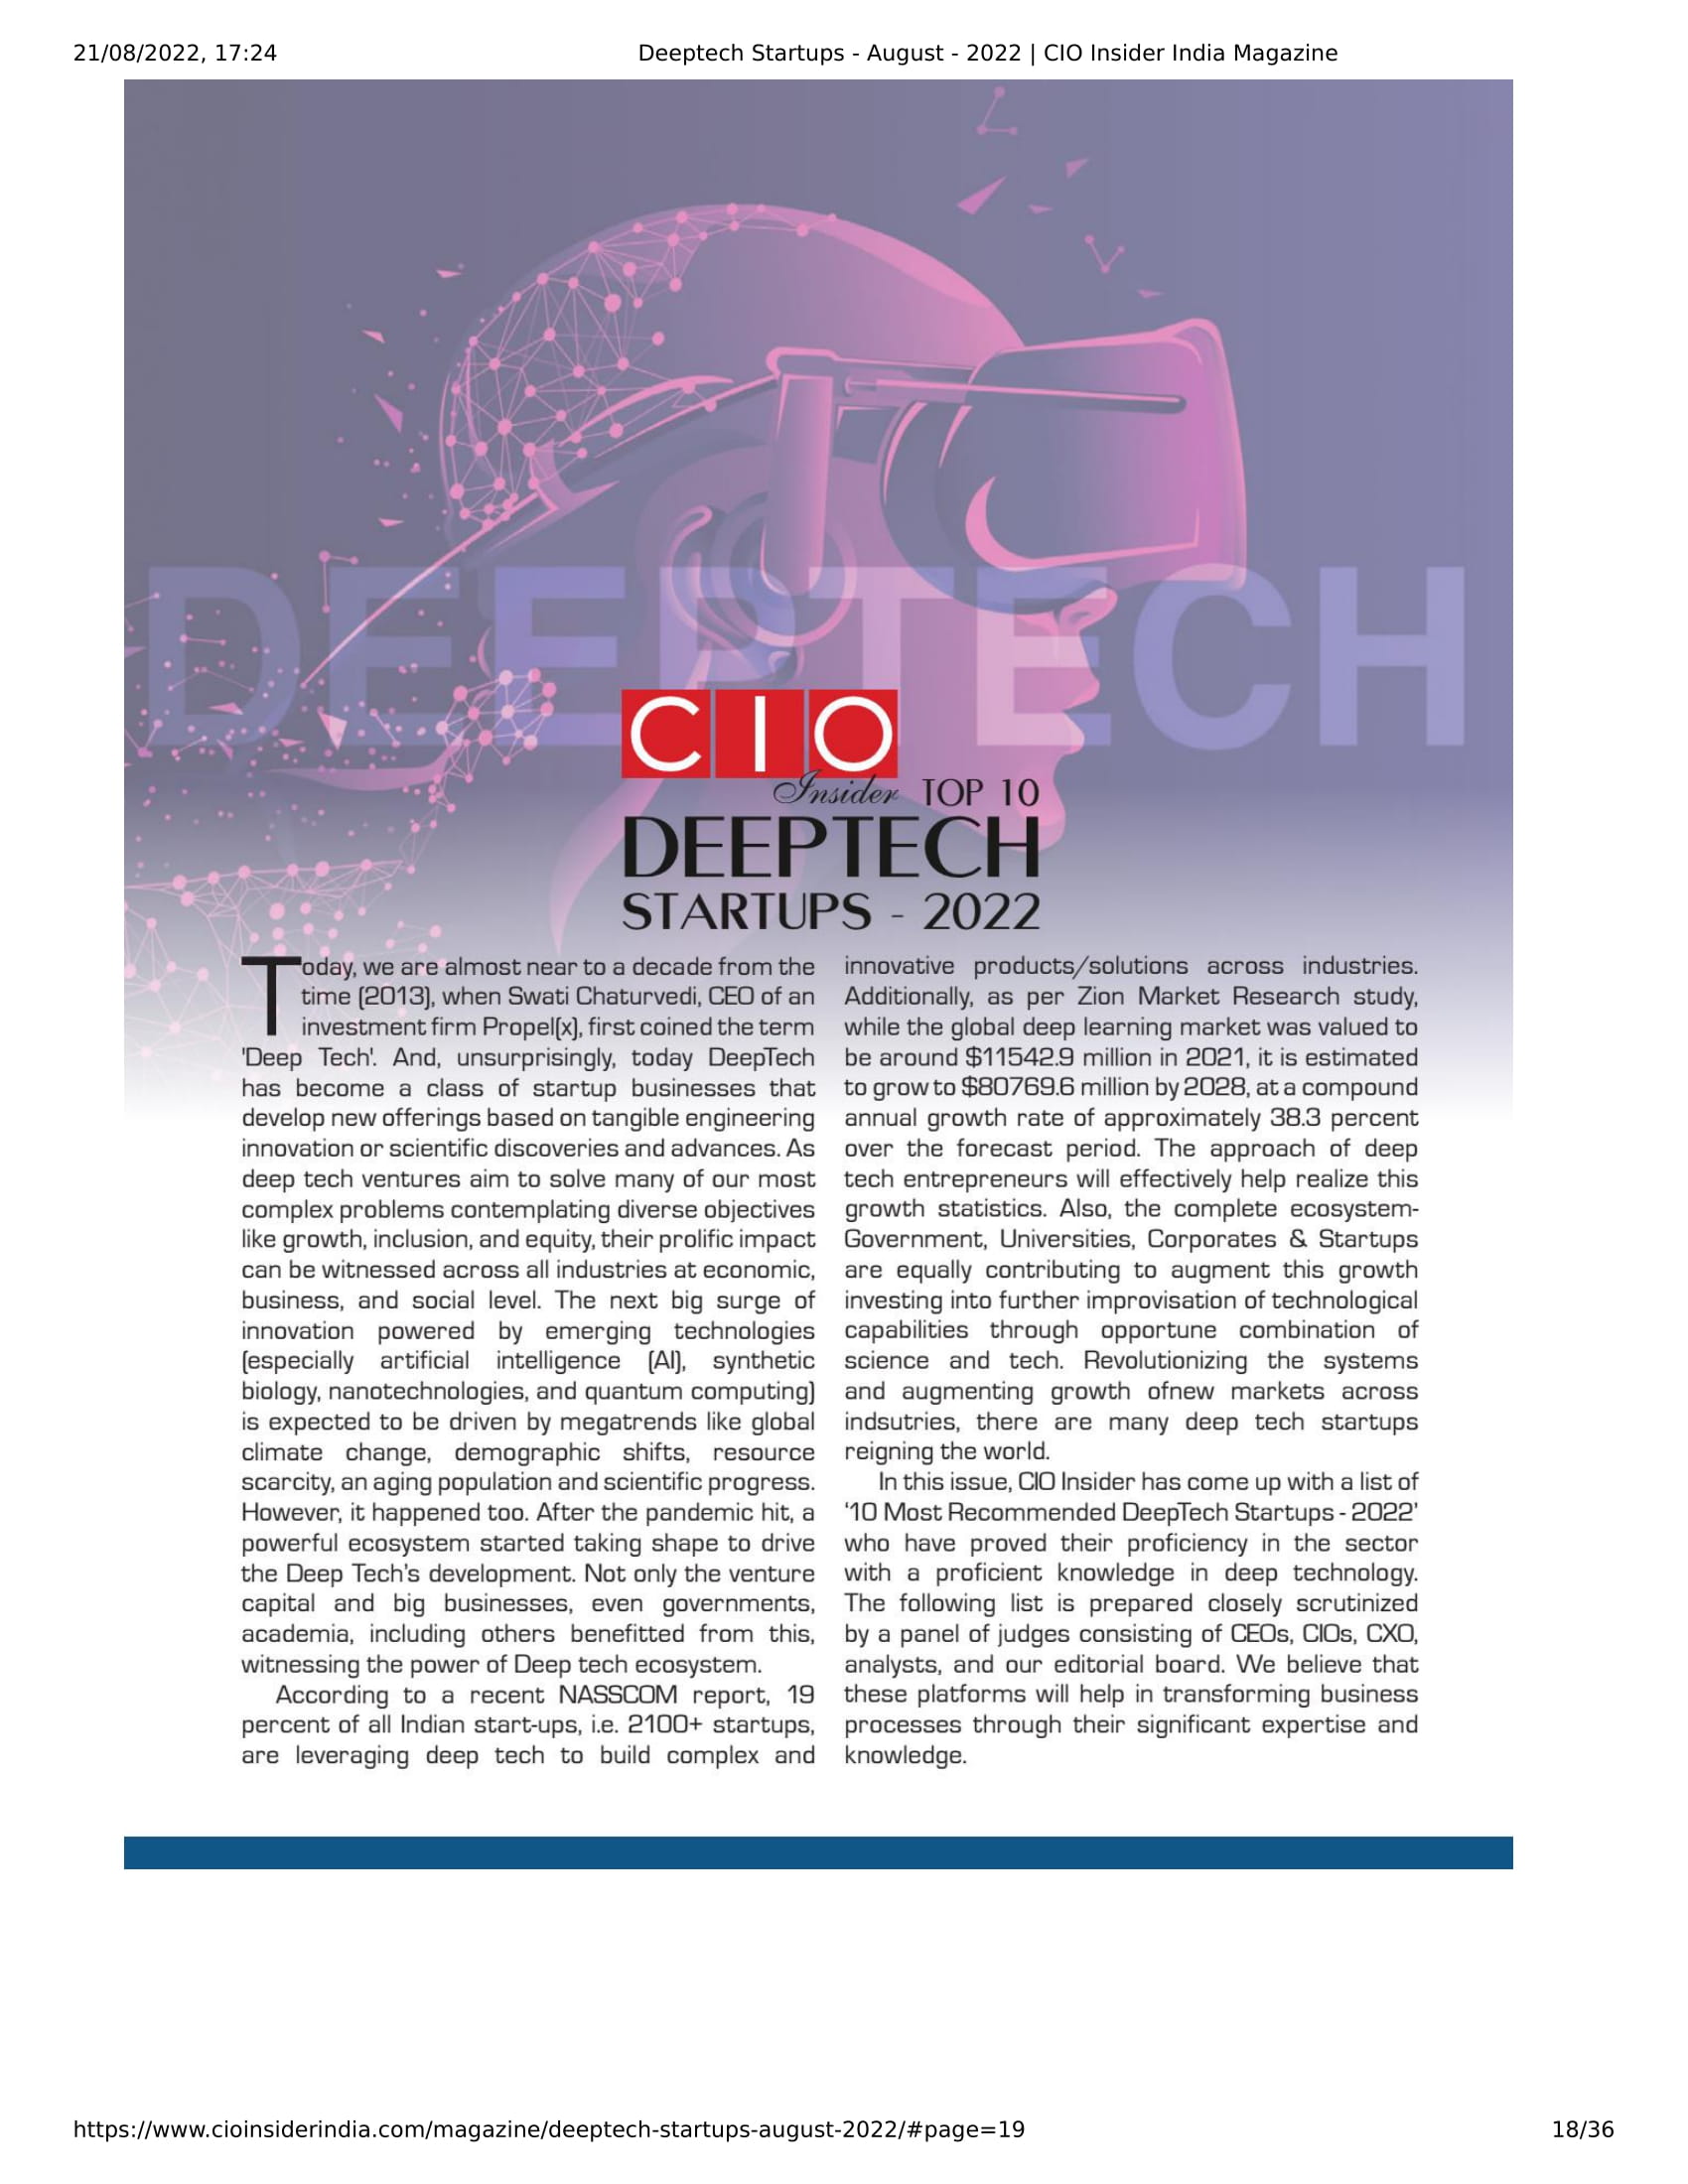 21/08/2022, 17:24
Deeptech Startups - August - 2022 | CIO Insider India Magazine
DEEPTECH
CIO
Insider TOP 10
DEEPTECH
STARTUPS - 2022
Today, we are almost near to a decade from the
time (2013), when Swati Chaturvedi, CEO of an
investment firm Propel(x), first coined the term
'Deep Tech'. And, unsurprisingly, today DeepTech
has become a class of startup businesses that
develop new offerings based on tangible engineering
innovation or scientific discoveries and advances. As
deep tech ventures aim to solve many of our most
complex problems contemplating diverse objectives
like growth, inclusion, and equity, their prolific impact
can be witnessed across all industries at economic,
business, and social level. The next big surge of
innovation powered by emerging technologies
(especially artificial intelligence (AI), synthetic
biology, nanotechnologies, and quantum computing)
is expected to be driven by megatrends like global
climate change, demographic shifts, resource
scarcity, an aging population and scientific progress.
However, it happened too. After the pandemic hit, a
powerful ecosystem started taking shape to drive
the Deep Tech's development. Not only the venture
capital and big businesses, even governments,
academia, including others benefitted from this,
witnessing the power of Deep tech ecosystem.
According to a recent NASSCOM report, 19
percent of all Indian start-ups, i.e. 2100+ startups,
are leveraging deep tech to build complex and
innovative products/solutions across industries.
Additionally, as per Zion Market Research study,
while the global deep learning market was valued to
be around $11542.9 million in 2021, it is estimated
to grow to $80769.6 million by 2028, at a compound
annual growth rate of approximately 38.3 percent
over the forecast period. The approach of deep
tech entrepreneurs will effectively help realize this
growth statistics. Also, the complete ecosystem-
Government, Universities, Corporates & Startups
are equally contributing to augment this growth
investing into further improvisation of technological
capabilities through opportune combination of
science and tech. Revolutionizing the systems
and augmenting growth ofnew markets across
indsutries, there are many deep tech startups
reigning the world.
In this issue, CIO Insider has come up with a list of
'10 Most Recommended DeepTech Startups - 2022'
who have proved their proficiency in the sector
with a proficient knowledge in deep technology.
The following list is prepared closely scrutinized
by a panel of judges consisting of CEOs, CIOs, CXO,
analysts, and our editorial board. We believe that
these platforms will help in transforming business
processes through their significant expertise and
knowledge.
https://www.cioinsiderindia.com/magazine/deeptech-startups-august-2022/#page=19
18/36